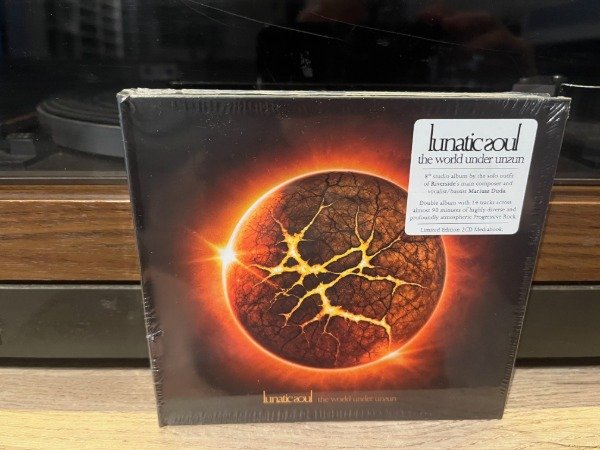 lunatic soul
the world under unsun
8th studio album by the solo outfit
of Riverside's main composer and
vocalist/bassist Mariusz Duda.
Double album with 14 tracks across
almost 90 minutes of highly diverse and
profoundly atmospheric Progressive Rock.
Limited Edition 2CD Mediabook.
lunatic soul the world under unsun